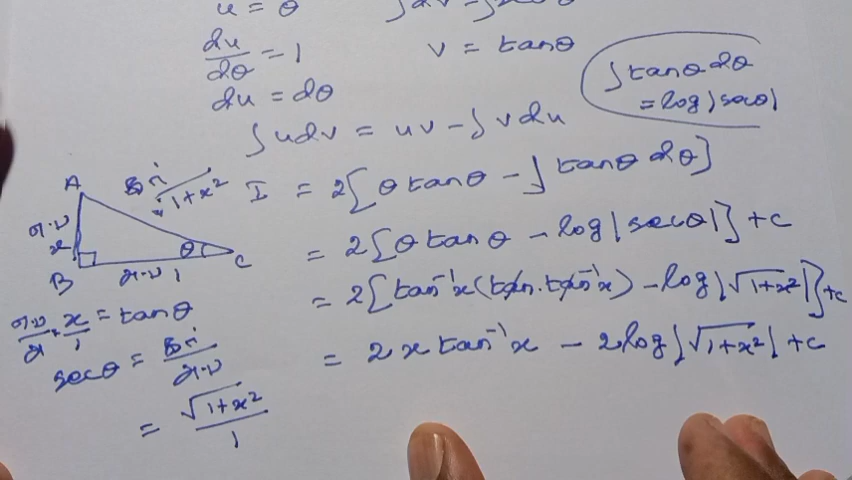 u = θ
du/dθ = 1
v = tanθ
∫tanθ dθ
= log|secθ|
du = dθ
∫udv = uv - ∫vdu
I = 2[θ tanθ - ∫tanθ dθ]
= 2[θ tanθ - log|secθ|] + c
= 2[tan⁻¹x(tan.tan⁻¹x) - log|√1+x²|] + c
= 2x tan⁻¹x - 2log|√1+x²| + c
A
√1+x²
x
B
θ
C
1
x/1 = tanθ
secθ =
= √1+x²/1